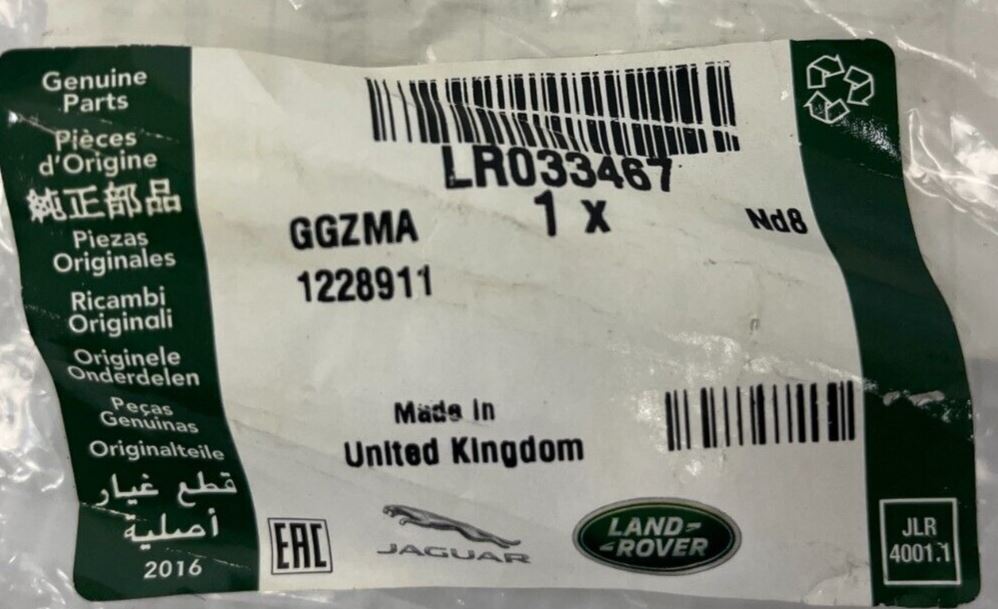 Genuine
Parts
Pièces
d'Origine
純正部品
Piezas
Originales
Ricambi
Originali
Originele
Onderdelen
Peças
Genuinas
Originalteile
قطع غيار
أصلية
2016
LR033467
1 x
GGZMA
Nd8
1228911
Made in
United Kingdom
EAC
JAGUAR
LAND-
-ROVER
JLR
4001.1